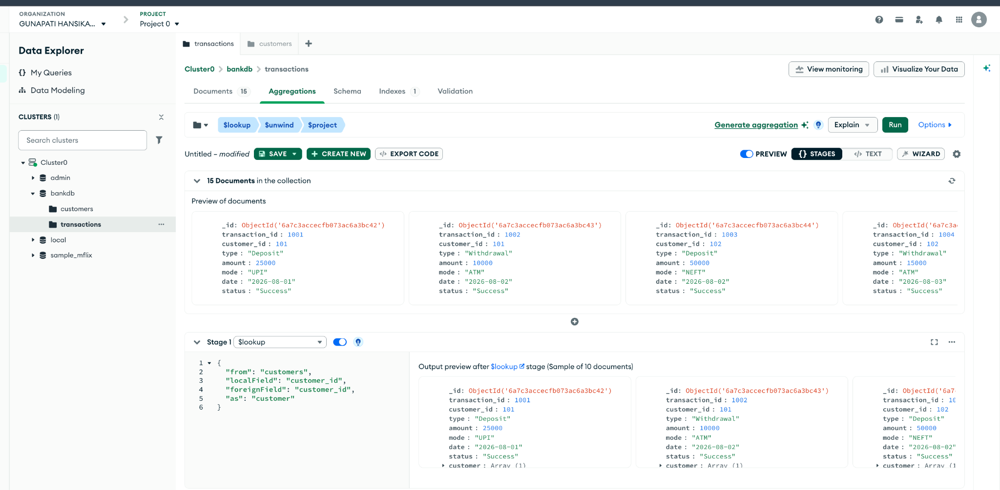 ORGANIZATION
GUNAPATI HANSIKA...
PROJECT
Project 0
Data Explorer
My Queries
Data Modeling
CLUSTERS (1)
Search clusters
Cluster0
admin
bankdb
customers
transactions
local
sample_mflix
transactions
customers
Cluster0 > bankdb > transactions
View monitoring
Visualize Your Data
Documents 15
Aggregations
Schema
Indexes 1
Validation
$lookup
$unwind
$project
Generate aggregation
Explain
Run
Options
Untitled – modified
SAVE
CREATE NEW
EXPORT CODE
PREVIEW
{} STAGES
</> TEXT
WIZARD
15 Documents in the collection
Preview of documents
_id: ObjectId('6a7c3accecfb073ac6a3bc42')
transaction_id : 1001
customer_id : 101
type : "Deposit"
amount : 25000
mode : "UPI"
date : "2026-08-01"
status : "Success"
_id: ObjectId('6a7c3accecfb073ac6a3bc43')
transaction_id : 1002
customer_id : 101
type : "Withdrawal"
amount : 10000
mode : "ATM"
date : "2026-08-02"
status : "Success"
_id: ObjectId('6a7c3accecfb073ac6a3bc44')
transaction_id : 1003
customer_id : 102
type : "Deposit"
amount : 50000
mode : "NEFT"
date : "2026-08-02"
status : "Success"
_id: ObjectId('6a7c3a
transaction_id : 1004
customer_id : 102
type : "Withdrawal"
amount : 15000
mode : "ATM"
date : "2026-08-03"
status : "Success"
Stage 1 $lookup
1 {
2 "from": "customers",
3 "localField": "customer_id",
4 "foreignField": "customer_id",
5 "as": "customer"
6 }
Output preview after $lookup stage (Sample of 10 documents)
_id: ObjectId('6a7c3accecfb073ac6a3bc42')
transaction_id : 1001
customer_id : 101
type : "Deposit"
amount : 25000
mode : "UPI"
date : "2026-08-01"
status : "Success"
customer : Array (1)
_id: ObjectId('6a7c3accecfb073ac6a3bc43')
transaction_id : 1002
customer_id : 101
type : "Withdrawal"
amount : 10000
mode : "ATM"
date : "2026-08-02"
status : "Success"
customer : Array (1)
_id: ObjectId('6a7
transaction_id : 10
customer_id : 102
type : "Deposit"
amount : 50000
mode : "NEFT"
date : "2026-08-02"
status : "Success"
customer : Array (1